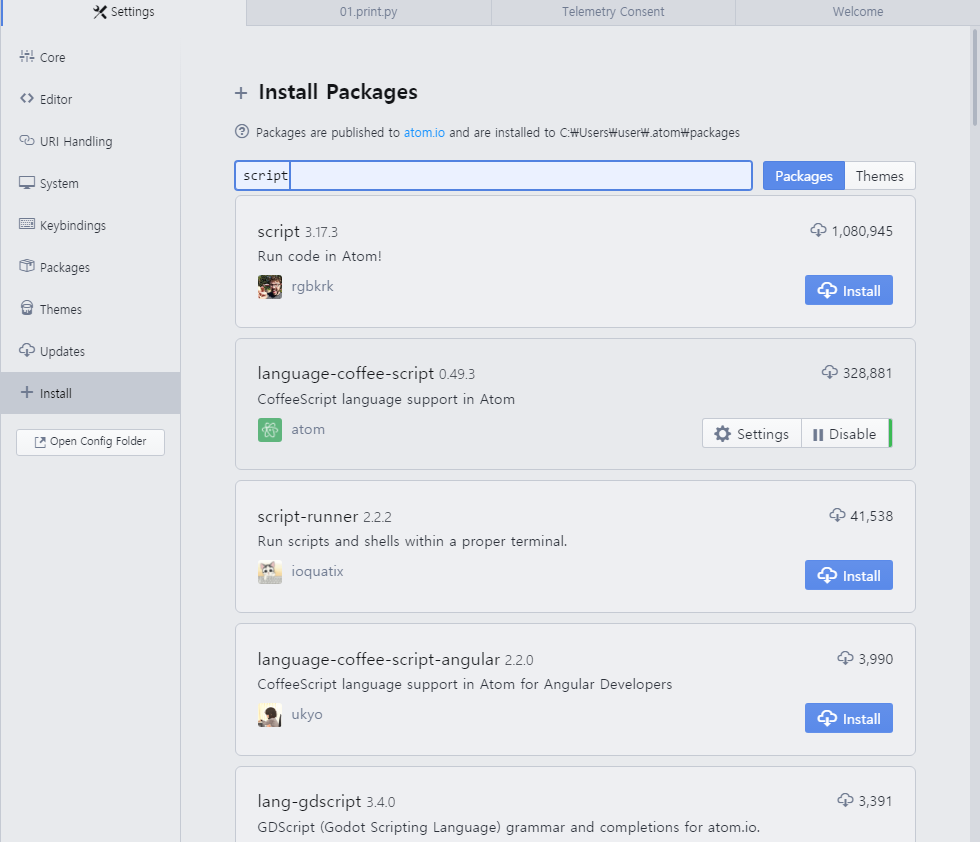 Settings
01.print.py
Telemetry Consent
Welcome
Core
Editor
URI Handling
System
Keybindings
Packages
Themes
Updates
Install
Open Config Folder
Install Packages
Packages are published to atom.io and are installed to C:₩Users₩user₩.atom₩packages
script
Packages
Themes
script 3.17.3
1,080,945
Run code in Atom!
rgbkrk
Install
language-coffee-script 0.49.3
328,881
CoffeeScript language support in Atom
atom
Settings
Disable
script-runner 2.2.2
41,538
Run scripts and shells within a proper terminal.
ioquatix
Install
language-coffee-script-angular 2.2.0
3,990
CoffeeScript language support in Atom for Angular Developers
ukyo
Install
lang-gdscript 3.4.0
3,391
GDScript (Godot Scripting Language) grammar and completions for atom.io.